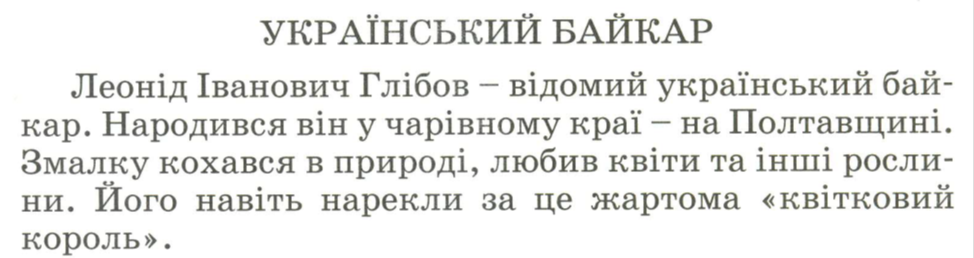 УКРАЇНСЬКИЙ БАЙКАР
Леонід Іванович Глібов – відомий український бай-
кар. Народився він у чарівному краї – на Полтавщині.
Змалку кохався в природі, любив квіти та інші росли-
ни. Його навіть нарекли за це жартома «квітковий
король».